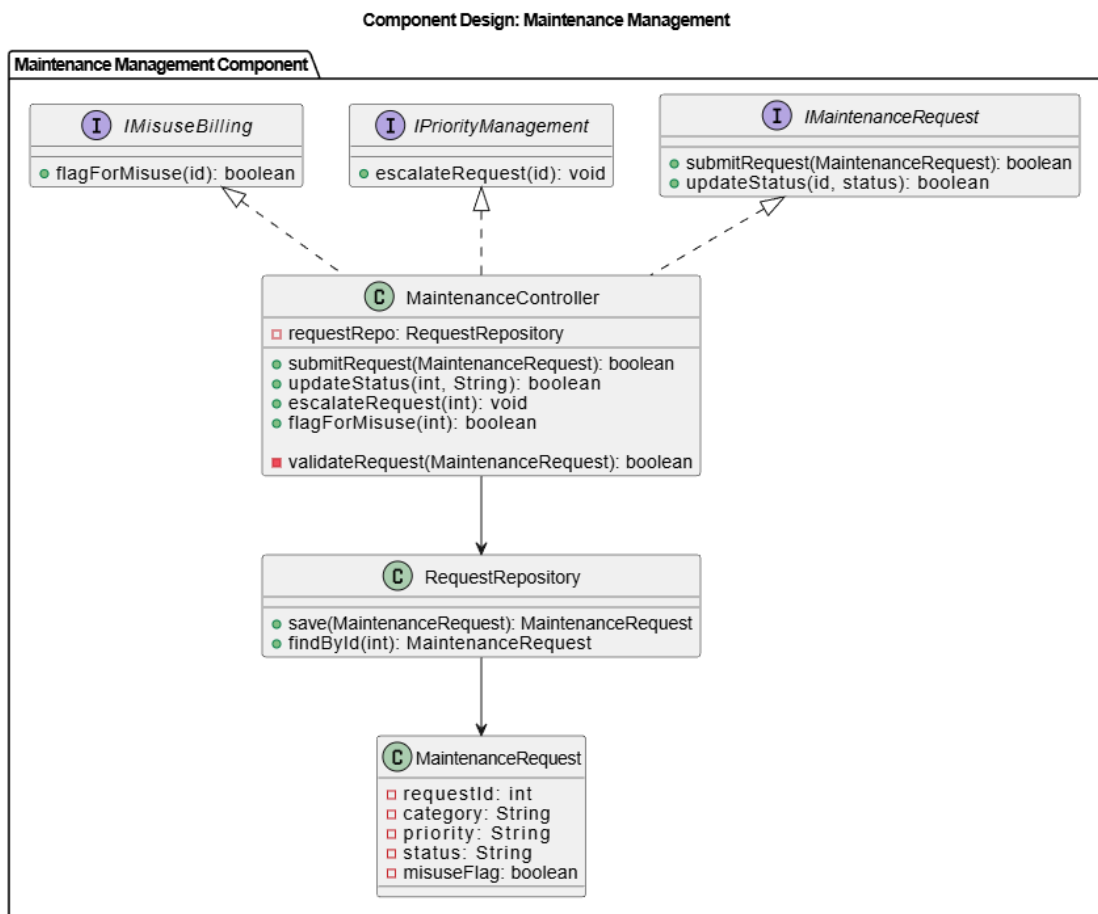 Component Design: Maintenance Management
Maintenance Management Component
I IMisuseBilling
flagForMisuse(id): boolean
I IPriorityManagement
escalateRequest(id): void
I IMaintenanceRequest
submitRequest(MaintenanceRequest): boolean
updateStatus(id, status): boolean
C MaintenanceController
requestRepo: RequestRepository
submitRequest(MaintenanceRequest): boolean
updateStatus(int, String): boolean
escalateRequest(int): void
flagForMisuse(int): boolean
validateRequest(MaintenanceRequest): boolean
C RequestRepository
save(MaintenanceRequest): MaintenanceRequest
findById(int): MaintenanceRequest
C MaintenanceRequest
requestId: int
category: String
priority: String
status: String
misuseFlag: boolean